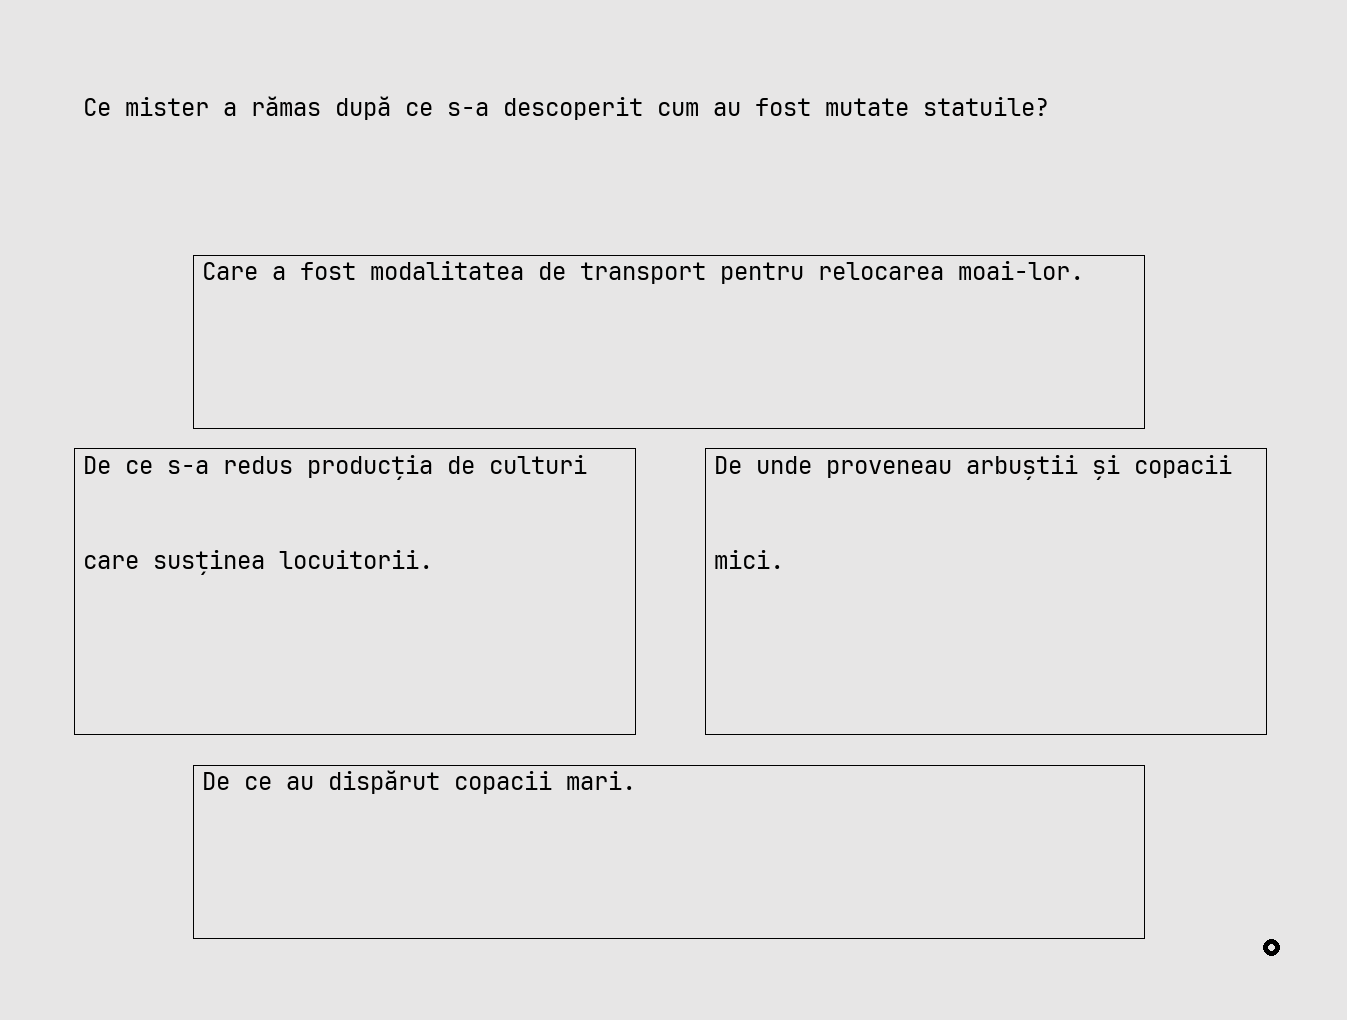 Ce mister a rămas după ce s-a descoperit cum au fost mutate statuile?
Care a fost modalitatea de transport pentru relocarea moai-lor.
De ce s-a redus producția de culturi
care susținea locuitorii.
De unde proveneau arbuștii și copacii
mici.
De ce au dispărut copacii mari.